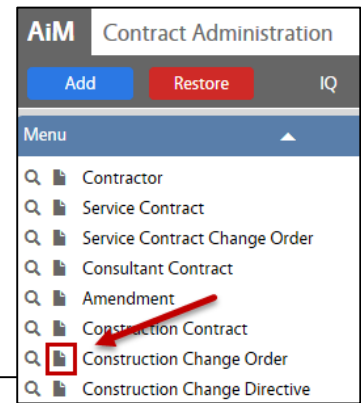 AiM Contract Administration
Add Restore IQ
Menu
Contractor
Service Contract
Service Contract Change Order
Consultant Contract
Amendment
Construction Contract
Construction Change Order
Construction Change Directive